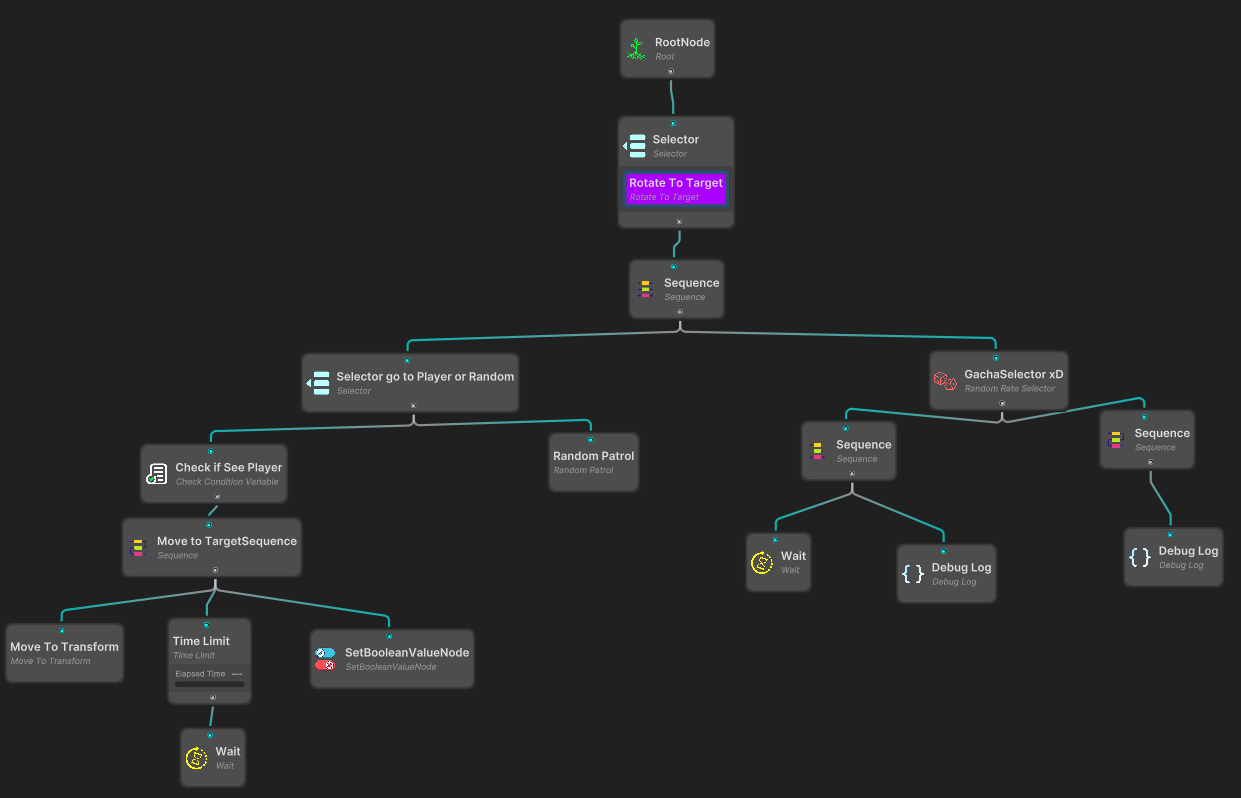 RootNode
Root
Selector
Selector
Rotate To Target
Rotate To Target
Sequence
Sequence
Selector go to Player or Random
Selector
GachaSelector xD
Random Rate Selector
Check if See Player
Check Condition Variable
Random Patrol
Random Patrol
Sequence
Sequence
Sequence
Sequence
Move to TargetSequence
Sequence
Wait
Wait
Debug Log
Debug Log
Debug Log
Debug Log
Move To Transform
Move To Transform
Time Limit
Time Limit
Elapsed Time ---
SetBooleanValueNode
SetBooleanValueNode
Wait
Wait